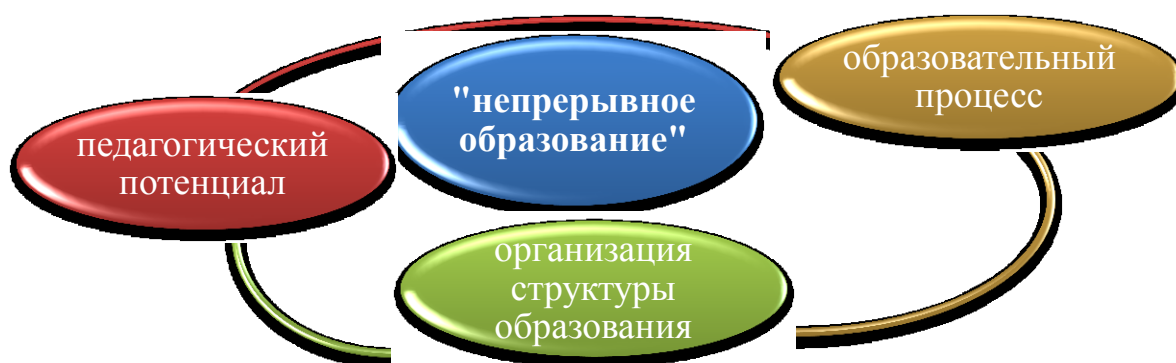 педагогический
потенциал
"непрерывное
образование"
образовательный
процесс
организация
структуры
образования